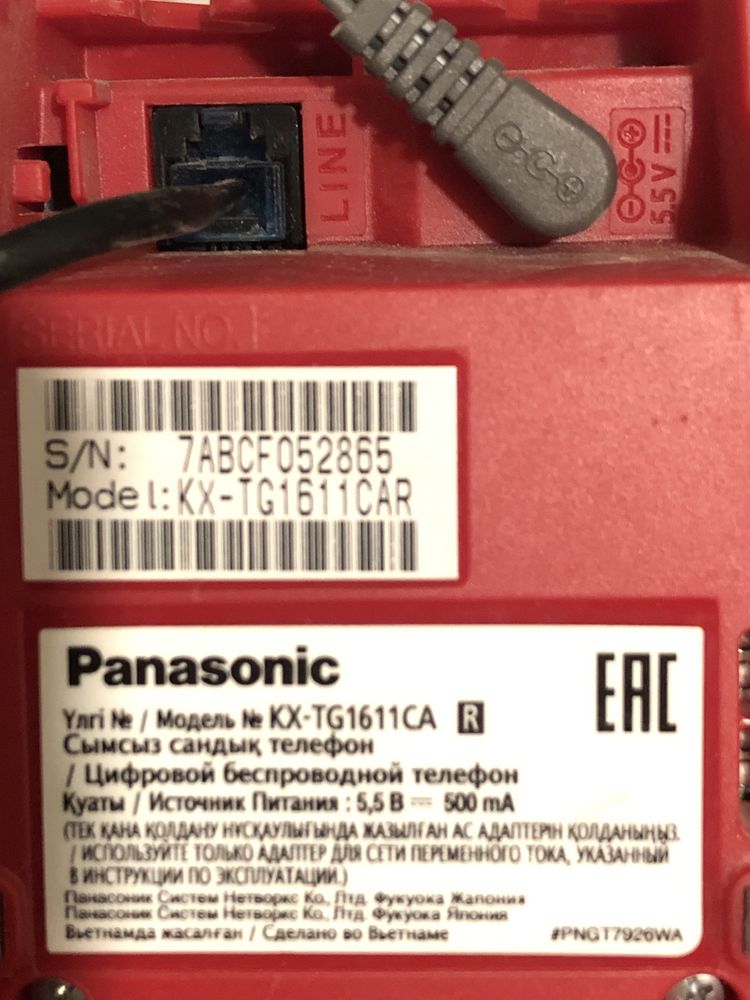 LINE
5.5V
SERIAL NO.
S/N: 7ABCF052865
Model:KX-TG1611CAR
Panasonic
EAC
Үлгі № / Модель № KX-TG1611CA R
Сымсыз сандық телефон
/ Цифровой беспроводной телефон
Қуаты / Источник Питания : 5,5 В ⎓ 500 mA
(ТЕК ҚАНА ҚОЛДАНУ НҰСҚАУЛЫҒЫНДА ЖАЗЫЛҒАН АС АДАПТЕРІН ҚОЛДАНЫҢЫЗ.
/ ИСПОЛЬЗУЙТЕ ТОЛЬКО АДАПТЕР ДЛЯ СЕТИ ПЕРЕМЕННОГО ТОКА, УКАЗАННЫЙ
В ИНСТРУКЦИИ ПО ЭКСПЛУАТАЦИИ.)
Панасоник Систем Нетворкс Ко., Лтд. Фукуока Жапония
Панасоник Систем Нетворкс Ко., Лтд. Фукуока Япония
Вьетнамда жасалған / Сделано во Вьетнаме
#PNGT7926WA